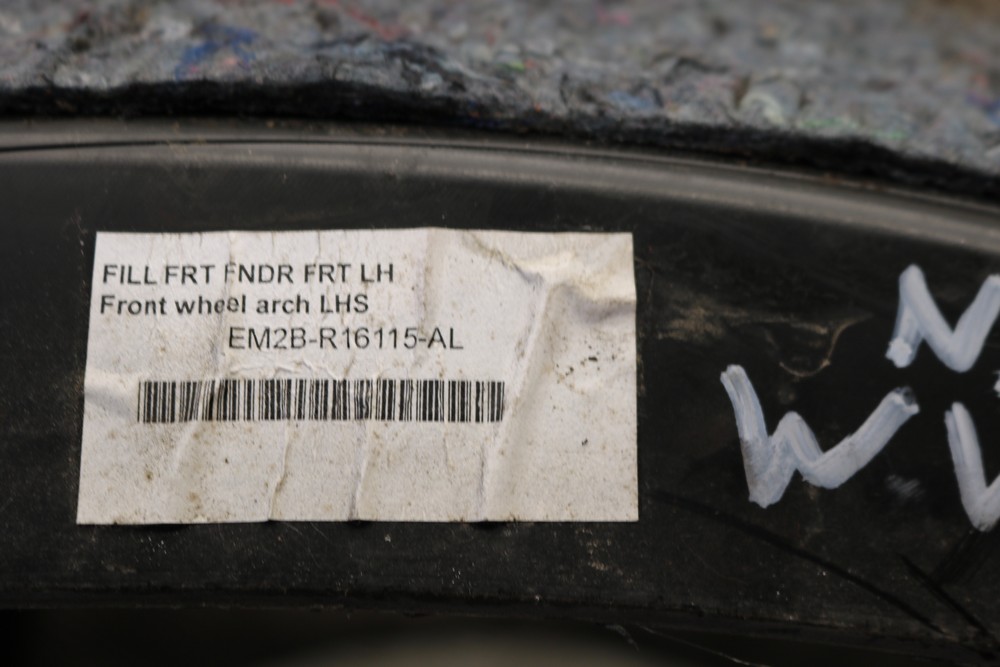 FILL FRT FNDR FRT LH
Front wheel arch LHS
EM2B-R16115-AL
N
W